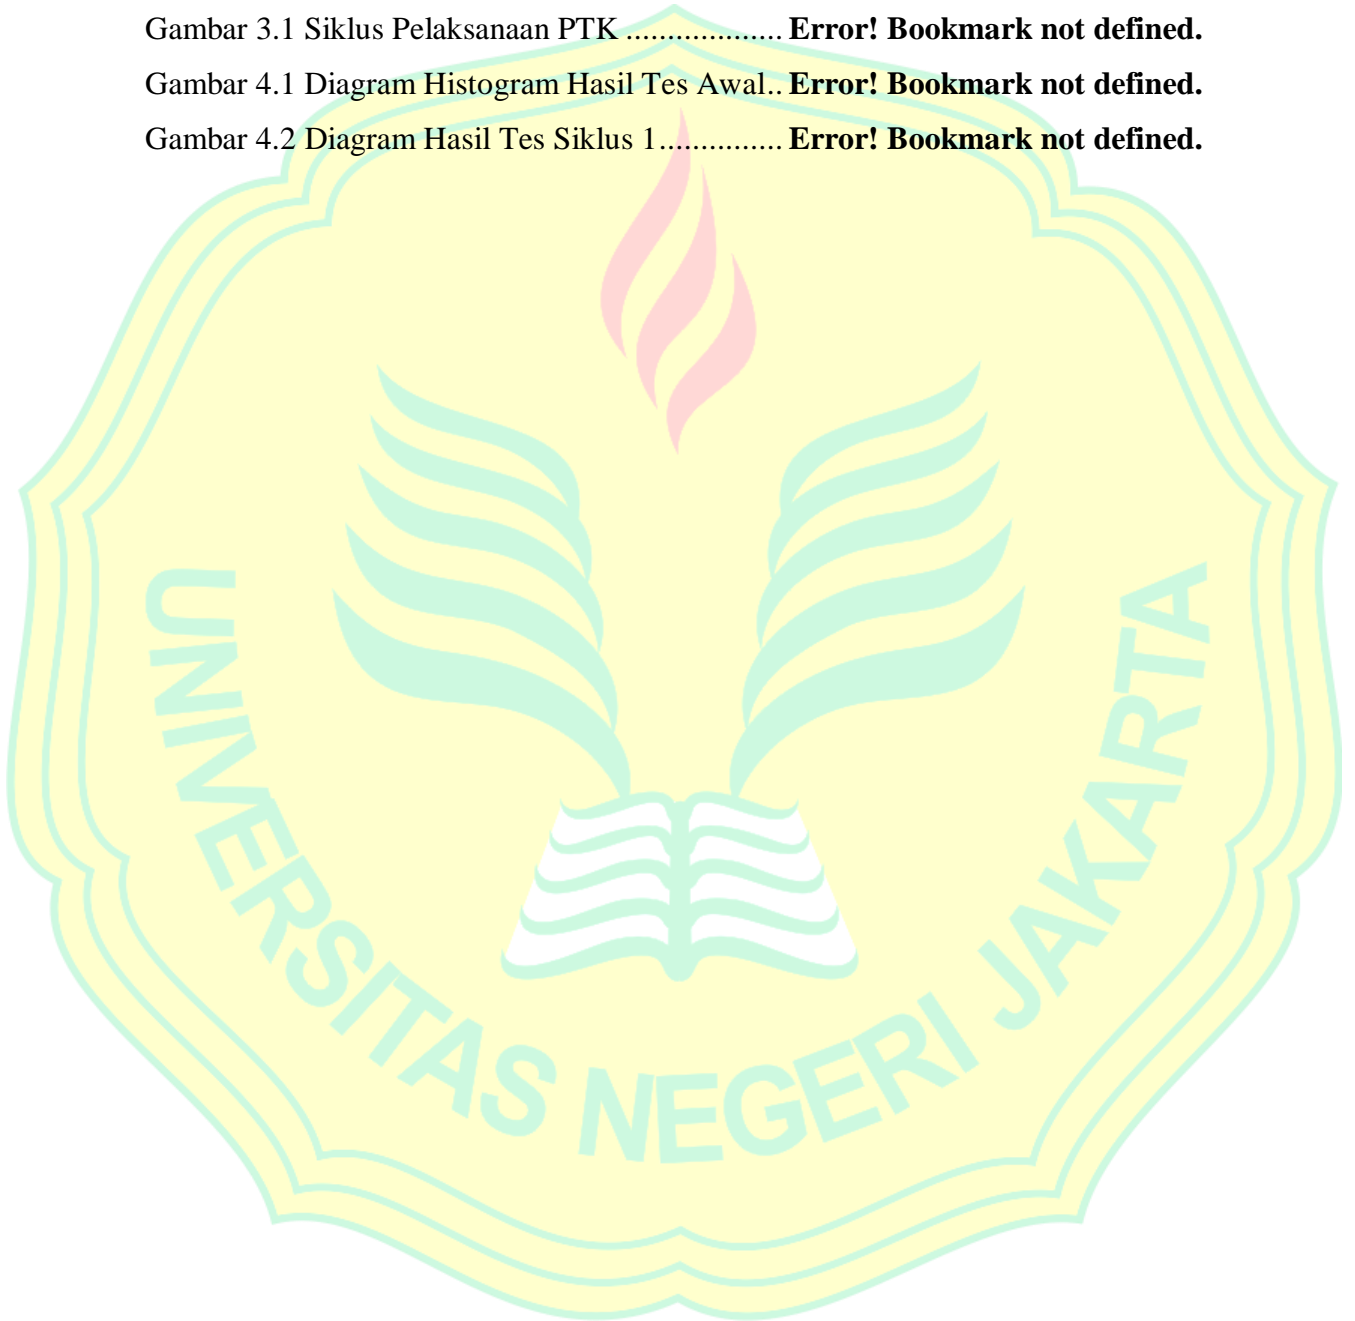 Gambar 3.1 Siklus Pelaksanaan PTK ................... Error! Bookmark not defined.
Gambar 4.1 Diagram Histogram Hasil Tes Awal.. Error! Bookmark not defined.
Gambar 4.2 Diagram Hasil Tes Siklus 1............... Error! Bookmark not defined.
UNIVERSITAS NEGERI JAKARTA